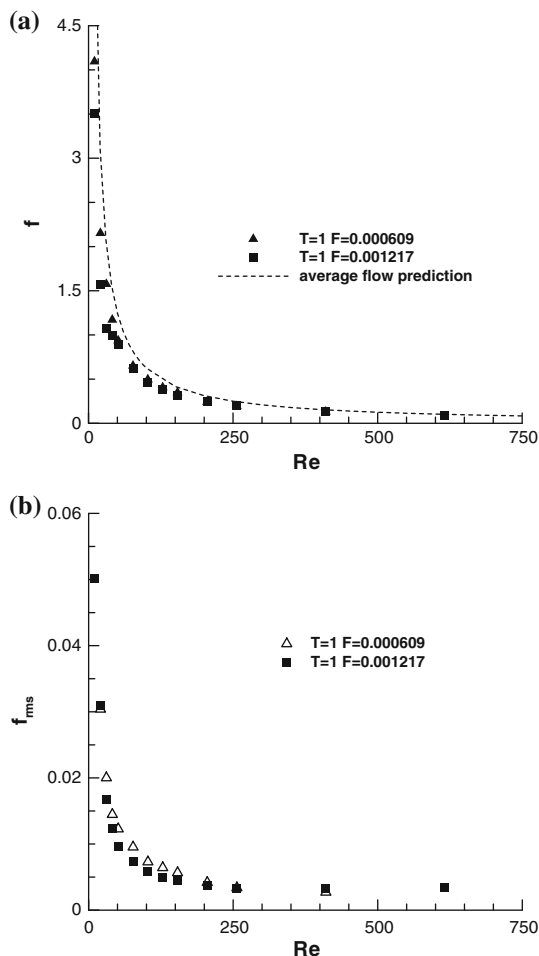 (a)
4.5
3
f
1.5
0
T=1 F=0.000609
T=1 F=0.001217
average flow prediction
0 250 500 750
Re
(b)
0.06
0.04
f_rms
0.02
0
T=1 F=0.000609
T=1 F=0.001217
0 250 500 750
Re